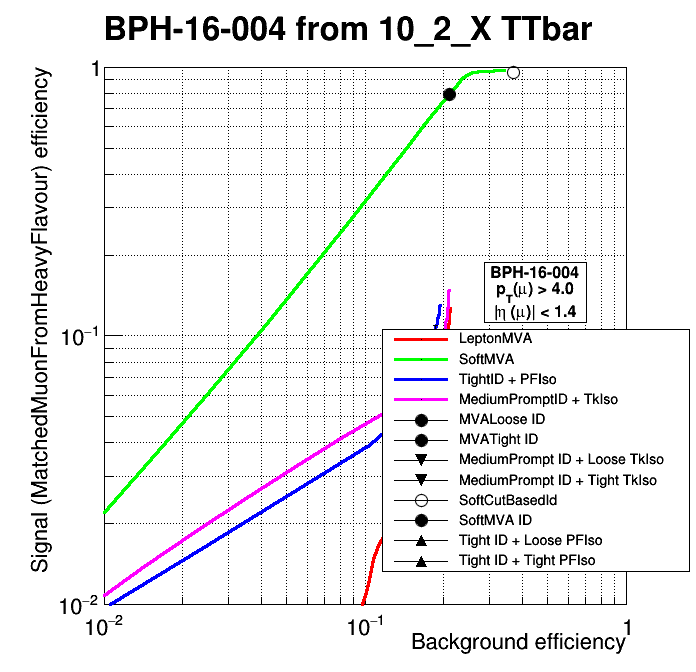 BPH-16-004 from 10_2_X TTbar
Signal (MatchedMuonFromHeavyFlavour) efficiency
1
10⁻¹
10⁻²
BPH-16-004
p_T(μ) > 4.0
|η (μ)| < 1.4
LeptonMVA
SoftMVA
TightID + PFIso
MediumPromptID + TkIso
MVALoose ID
MVATight ID
MediumPrompt ID + Loose TkIso
MediumPrompt ID + Tight TkIso
SoftCutBasedId
SoftMVA ID
Tight ID + Loose PFIso
Tight ID + Tight PFIso
10⁻² 10⁻¹ 1
Background efficiency